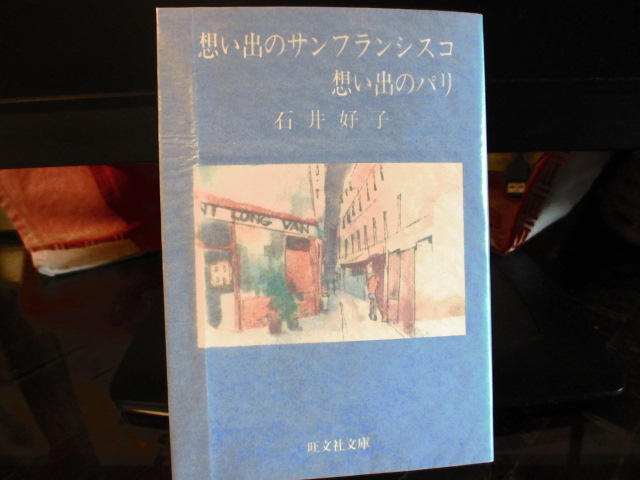 想い出のサンフランシスコ
想い出のパリ
石井好子
LONG VAN
旺文社文庫